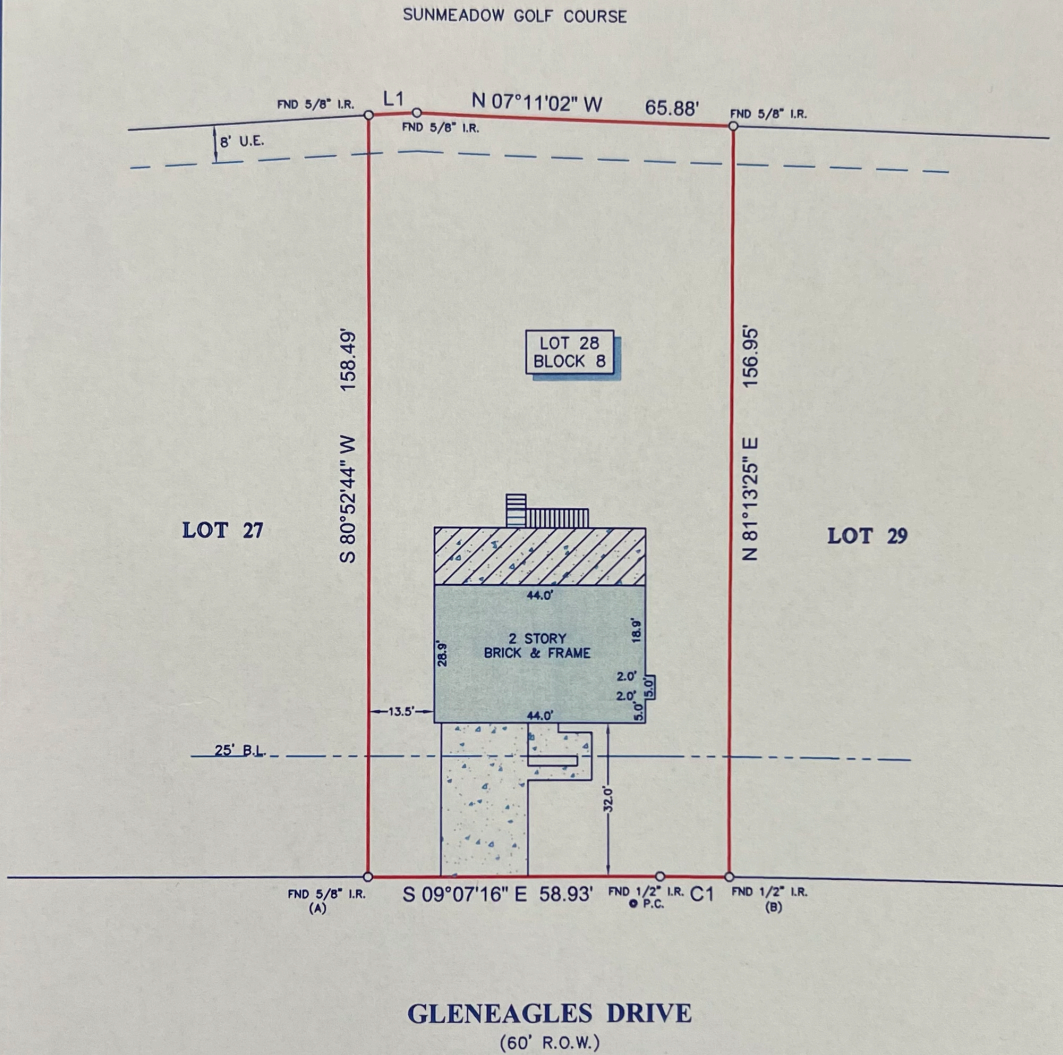 SUNMEADOW GOLF COURSE
FND 5/8" I.R.
L1
N 07°11'02" W 65.88'
FND 5/8" I.R.
FND 5/8" I.R.
8' U.E.
158.49'
S 80°52'44" W
LOT 28
BLOCK 8
156.95'
N 81°13'25" E
LOT 27
LOT 29
44.0'
2 STORY
BRICK & FRAME
28.9'
18.9'
2.0'
5.0'
2.0'
5.0'
13.5'
44.0'
25' B.L.
32.0'
FND 5/8" I.R.
(A)
S 09°07'16" E 58.93'
FND 1/2" I.R.
@ P.C.
C1
FND 1/2" I.R.
(B)
GLENEAGLES DRIVE
(60' R.O.W.)